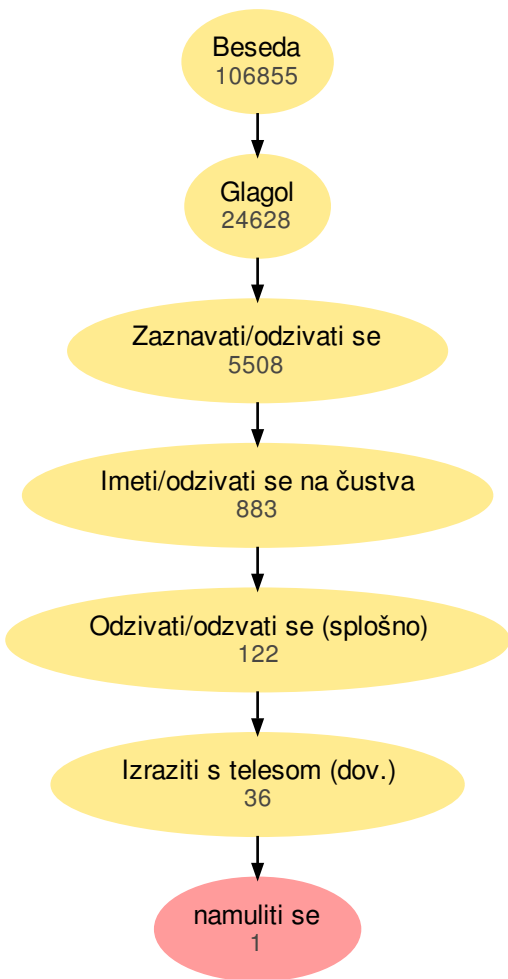 Beseda
106855
Glagol
24628
Zaznavati/odzivati se
5508
Imeti/odzivati se na čustva
883
Odzivati/odzvati se (splošno)
122
Izraziti s telesom (dov.)
36
namuliti se
1